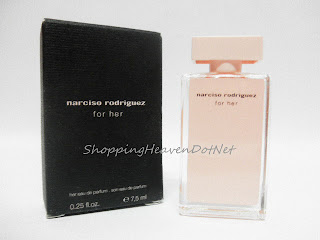 narciso rodriguez
for her
narciso rodriguez
for her
ShoppingHeavenDotNet
her eau de parfum - son eau de parfum
0.25 fl.oz. ℮ 7,5 ml